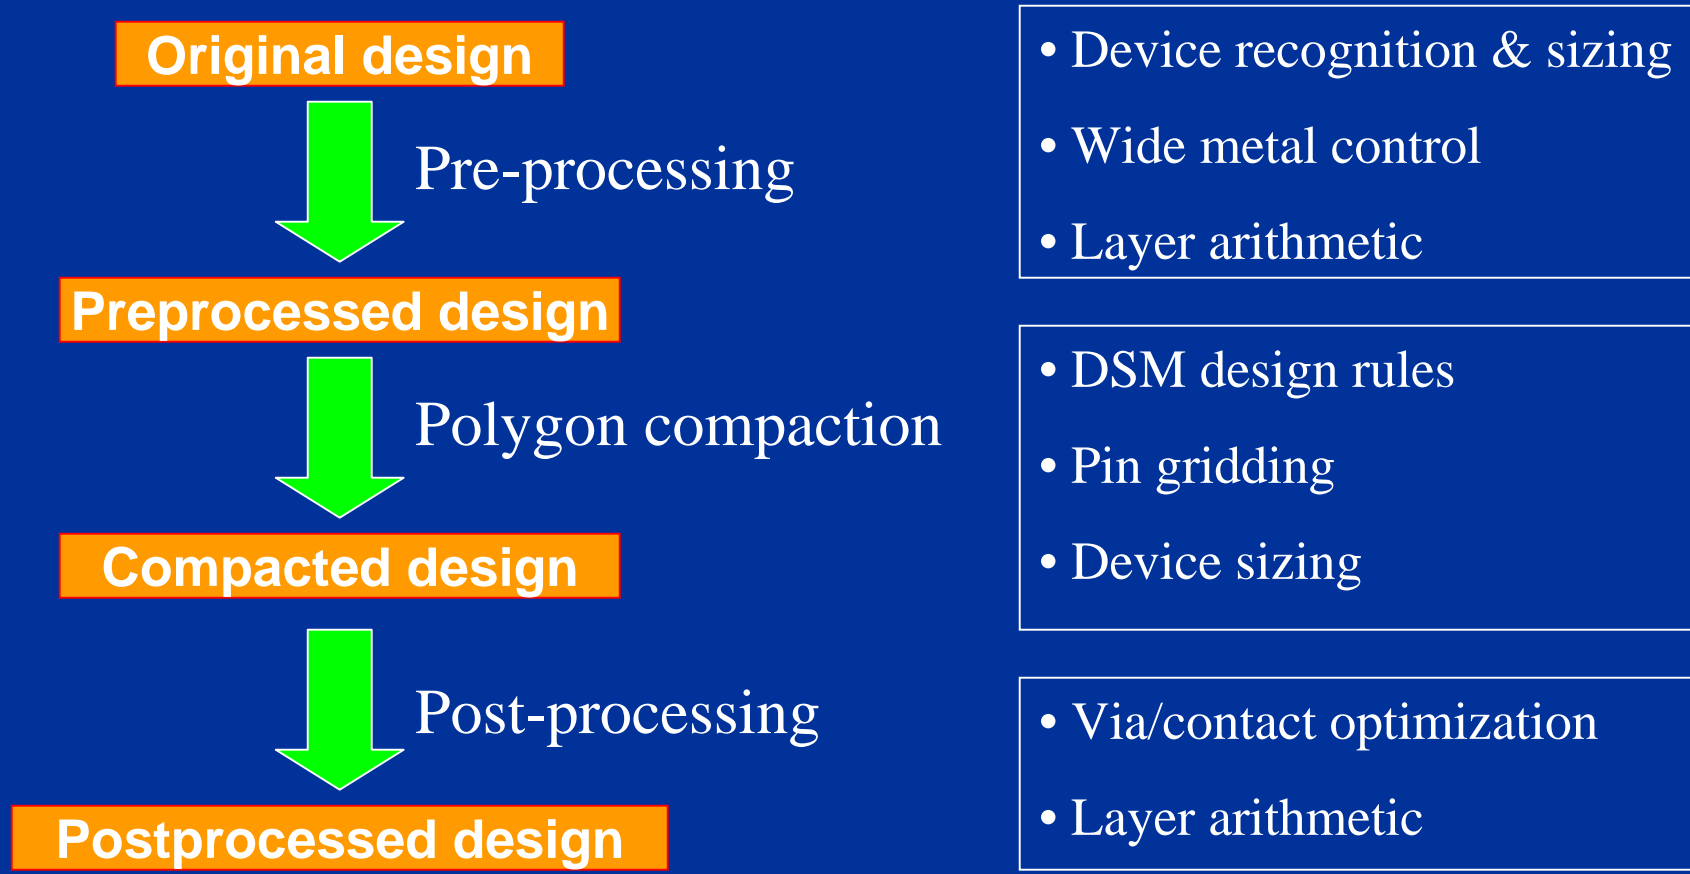 Original design
Pre-processing
Preprocessed design
Polygon compaction
Compacted design
Post-processing
Postprocessed design
• Device recognition & sizing
• Wide metal control
• Layer arithmetic
• DSM design rules
• Pin gridding
• Device sizing
• Via/contact optimization
• Layer arithmetic